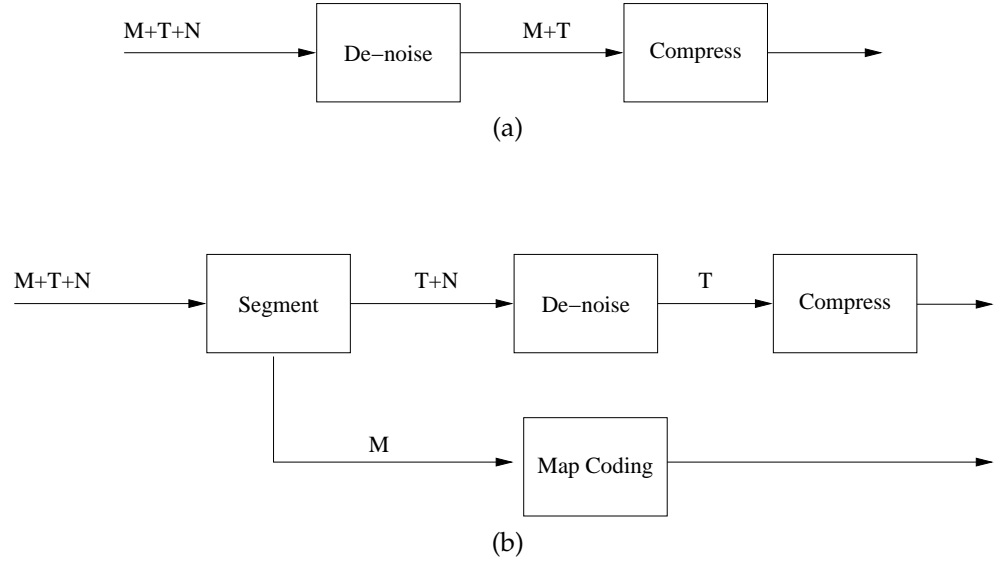 M+T+N
De−noise
M+T
Compress
(a)
M+T+N
Segment
T+N
De−noise
T
Compress
M
Map Coding
(b)